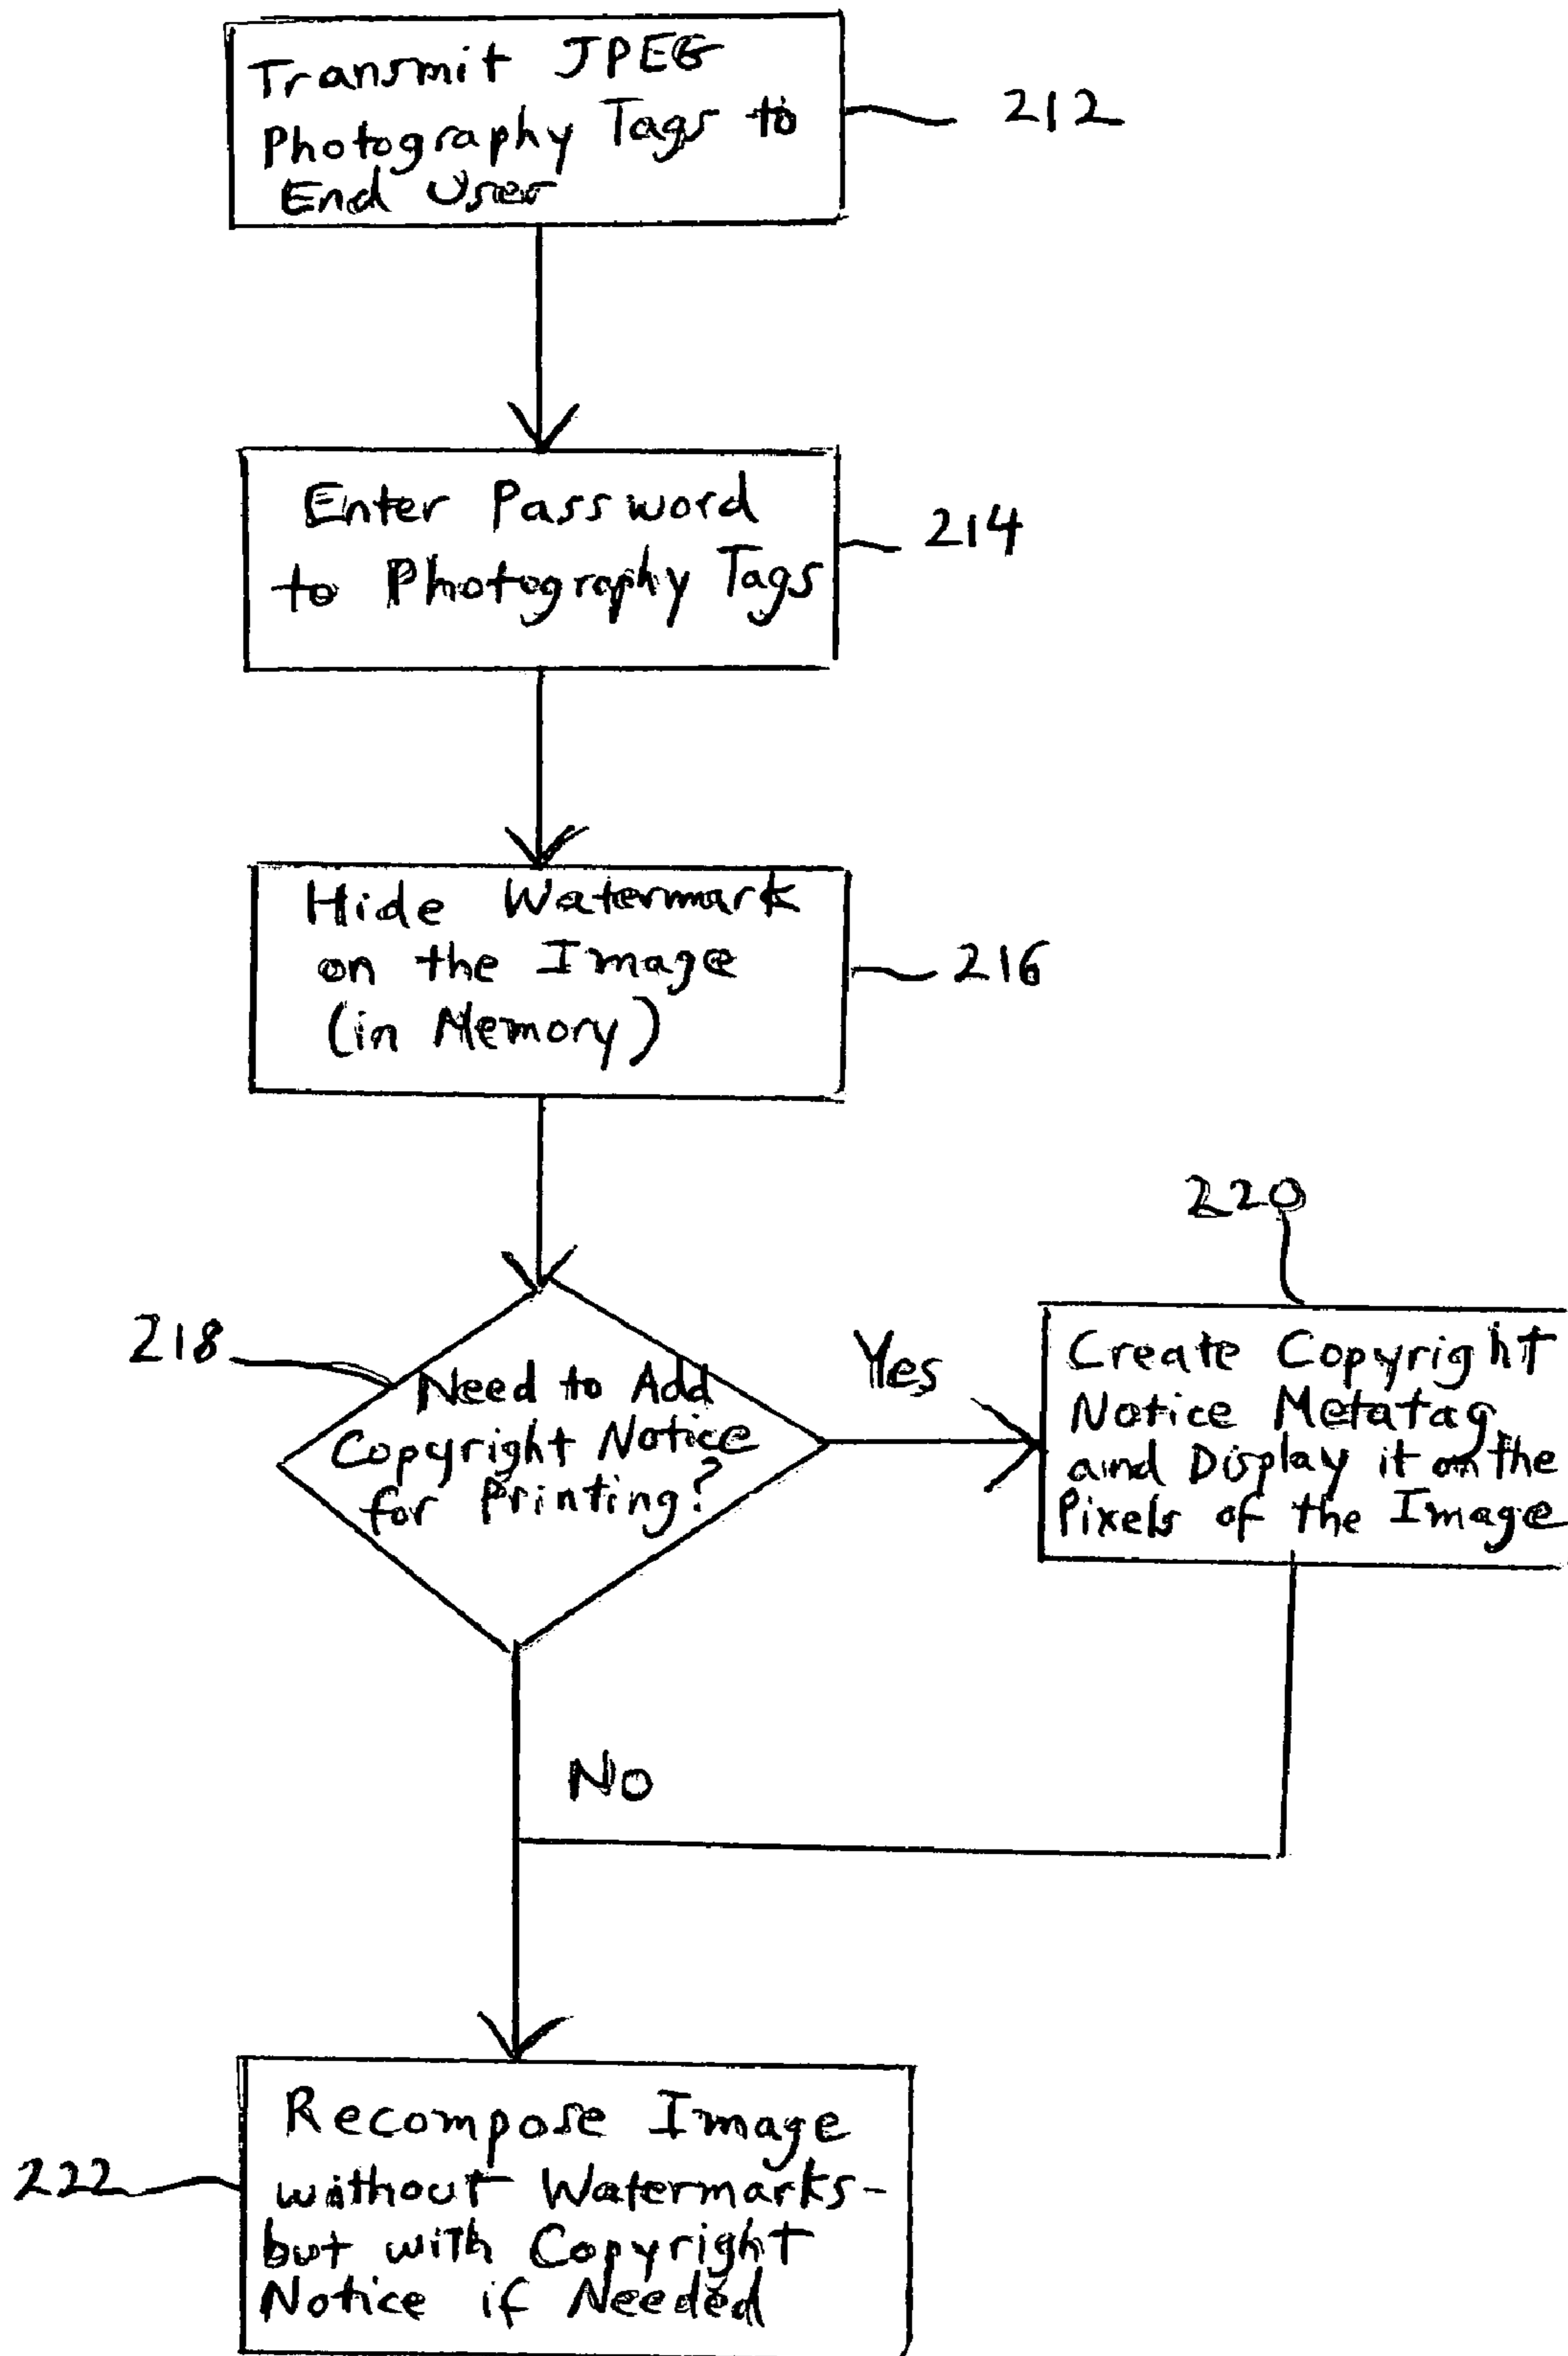 Transmit JPEG
Photography Tags to
End User
212
Enter Password
to Photography Tags
214
Hide Watermark
on the Image
(in Memory)
216
218
Need to Add
Copyright Notice
for Printing?
Yes
220
Create Copyright
Notice Metatag
and Display it on the
Pixels of the Image
No
222
Recompose Image
without Watermarks-
but with Copyright
Notice if Needed